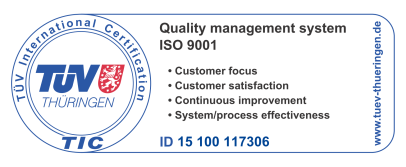 TÜV International Certification
TÜV
THÜRINGEN
TIC
Quality management system
ISO 9001
• Customer focus
• Customer satisfaction
• Continuous improvement
• System/process effectiveness
ID 15 100 117306
www.tuev-thueringen.de